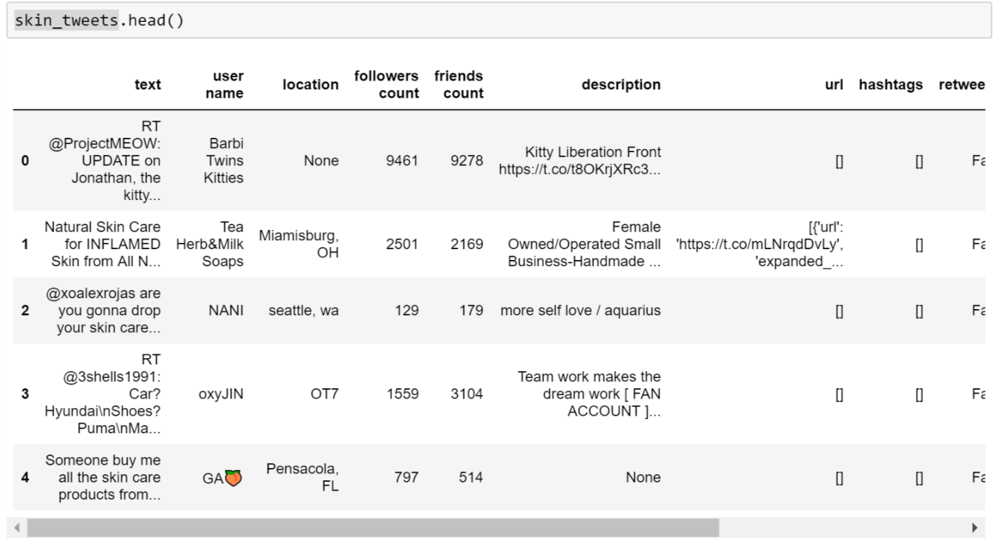 skin_tweets.head()
text user name location followers count friends count description url hashtags retwee
0 RT @ProjectMEOW: UPDATE on Jonathan, the kitty... Barbi Twins Kitties None 9461 9278 Kitty Liberation Front https://t.co/t8OKrjXRc3... [] [] Fa
1 Natural Skin Care for INFLAMED Skin from All N... Tea Herb&Milk Soaps Miamisburg, OH 2501 2169 Female Owned/Operated Small Business-Handmade ... [{'url': 'https://t.co/mLNrqdDvLy', 'expanded_... [] Fa
2 @xoalexrojas are you gonna drop your skin care... NANI seattle, wa 129 179 more self love / aquarius [] [] Fa
3 RT @3shells1991: Car? Hyundai\nShoes? Puma\nMa... oxyJIN OT7 1559 3104 Team work makes the dream work [ FAN ACCOUNT ]... [] [] Fa
4 Someone buy me all the skin care products from... GA🍑 Pensacola, FL 797 514 None [] [] Fa